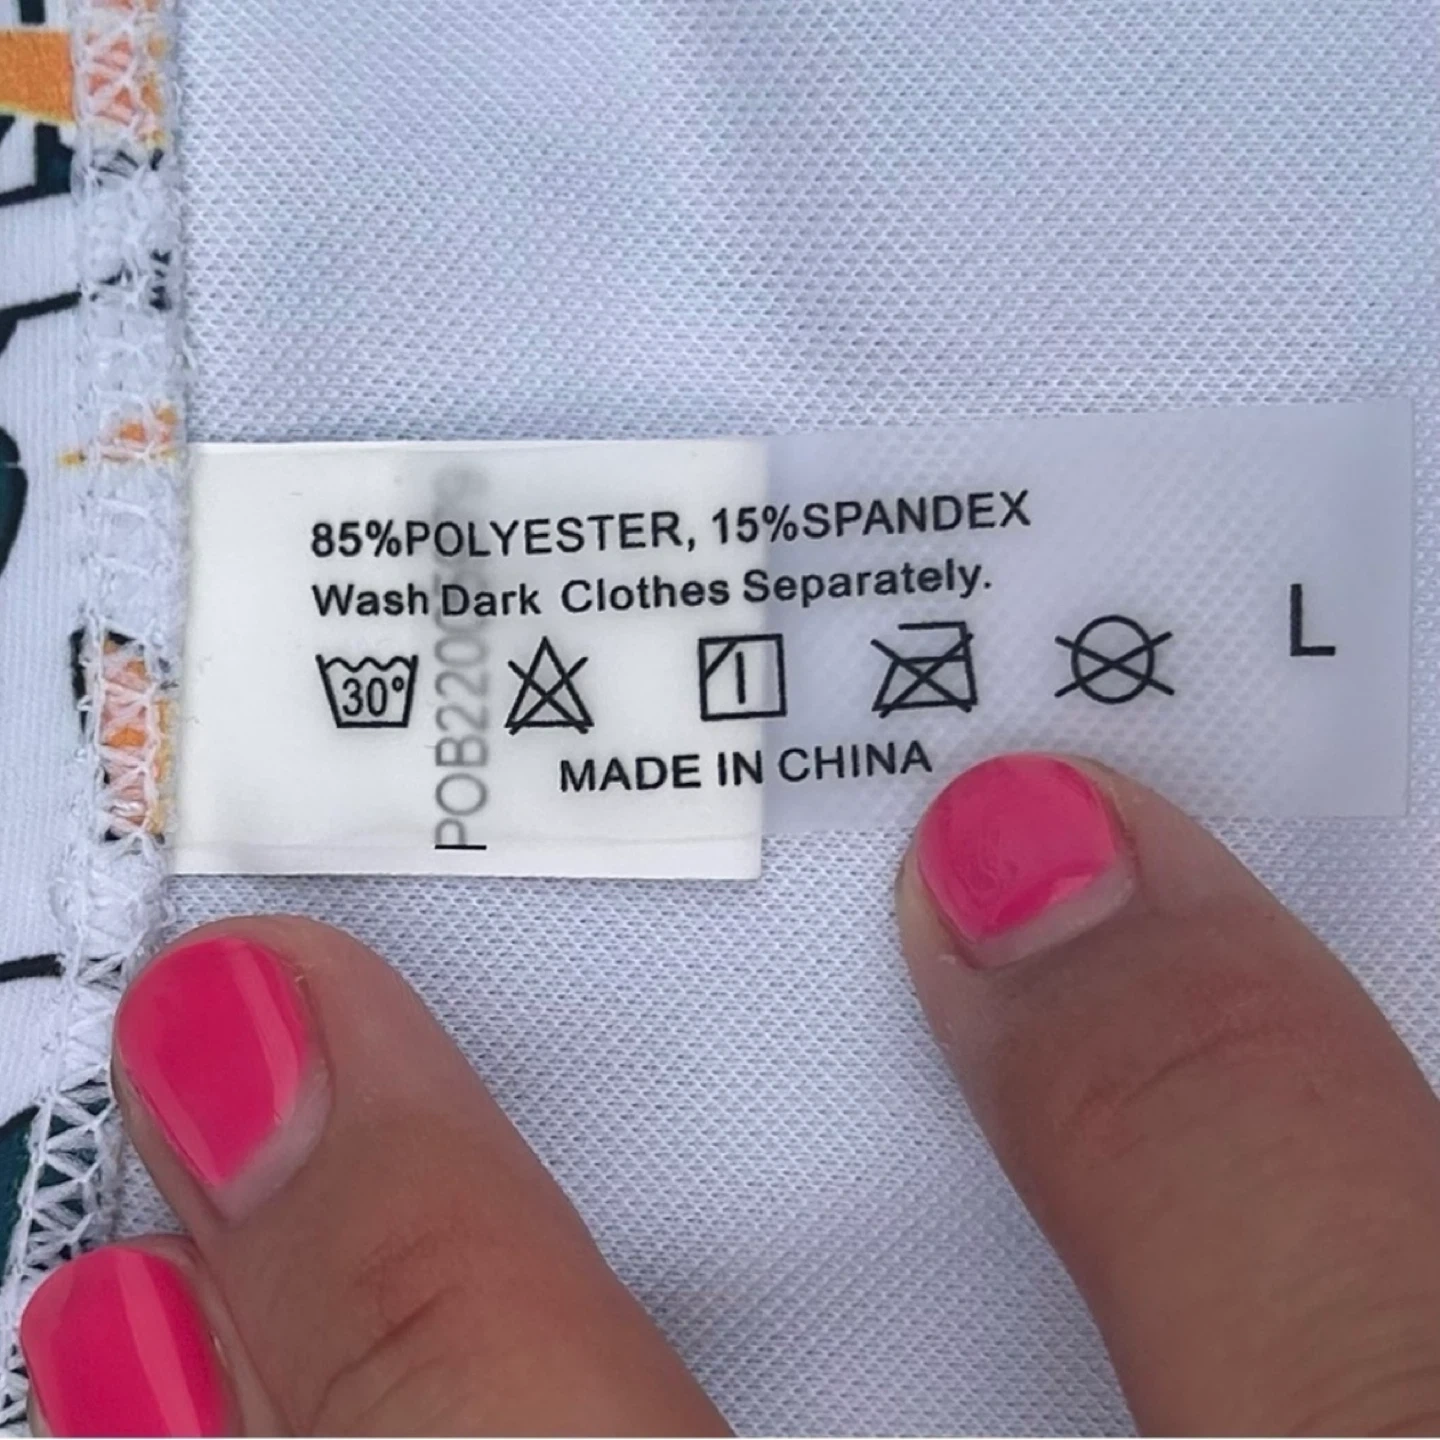 85%POLYESTER, 15%SPANDEX
Wash Dark Clothes Separately.
30°
MADE IN CHINA
L